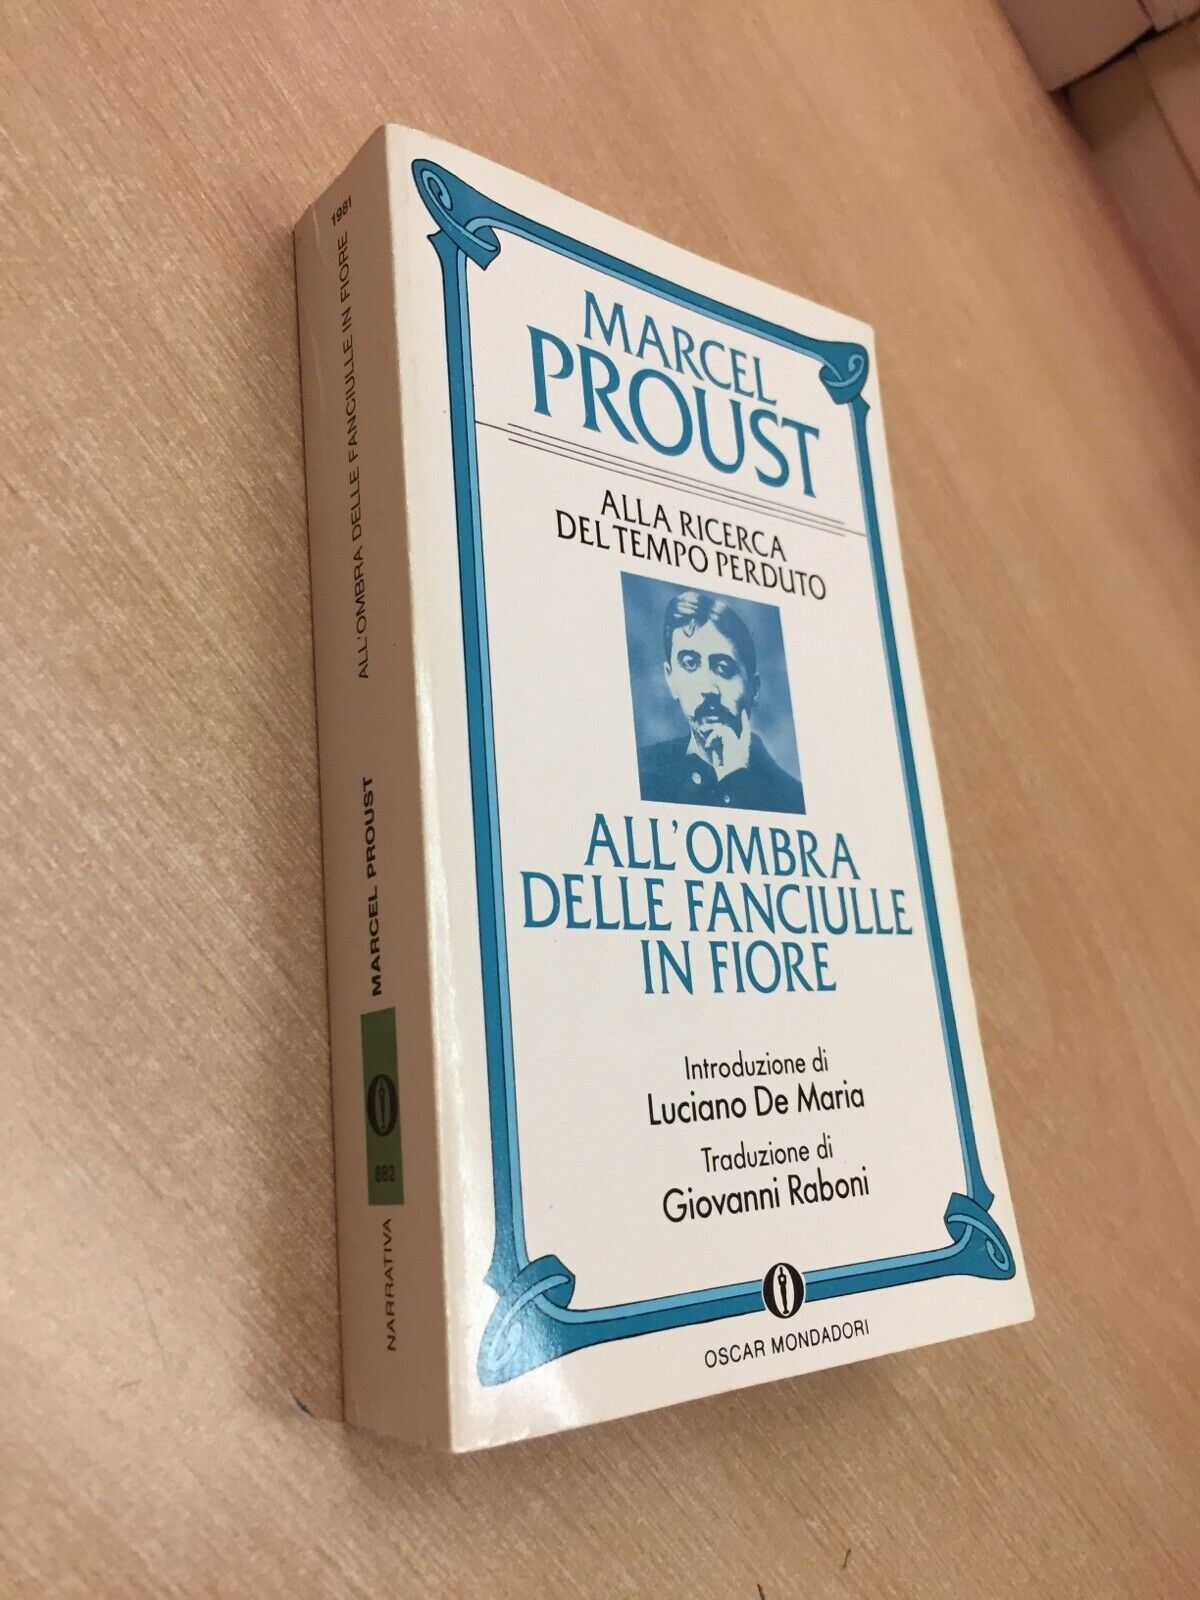 MARCEL
PROUST
ALLA RICERCA
DEL TEMPO PERDUTO
ALL'OMBRA
DELLE FANCIULLE
IN FIORE
Introduzione di
Luciano De Maria
Traduzione di
Giovanni Raboni
OSCAR MONDADORI
NARRATIVA 882 MARCEL PROUST ALL'OMBRA DELLE FANCIULLE IN FIORE 1981